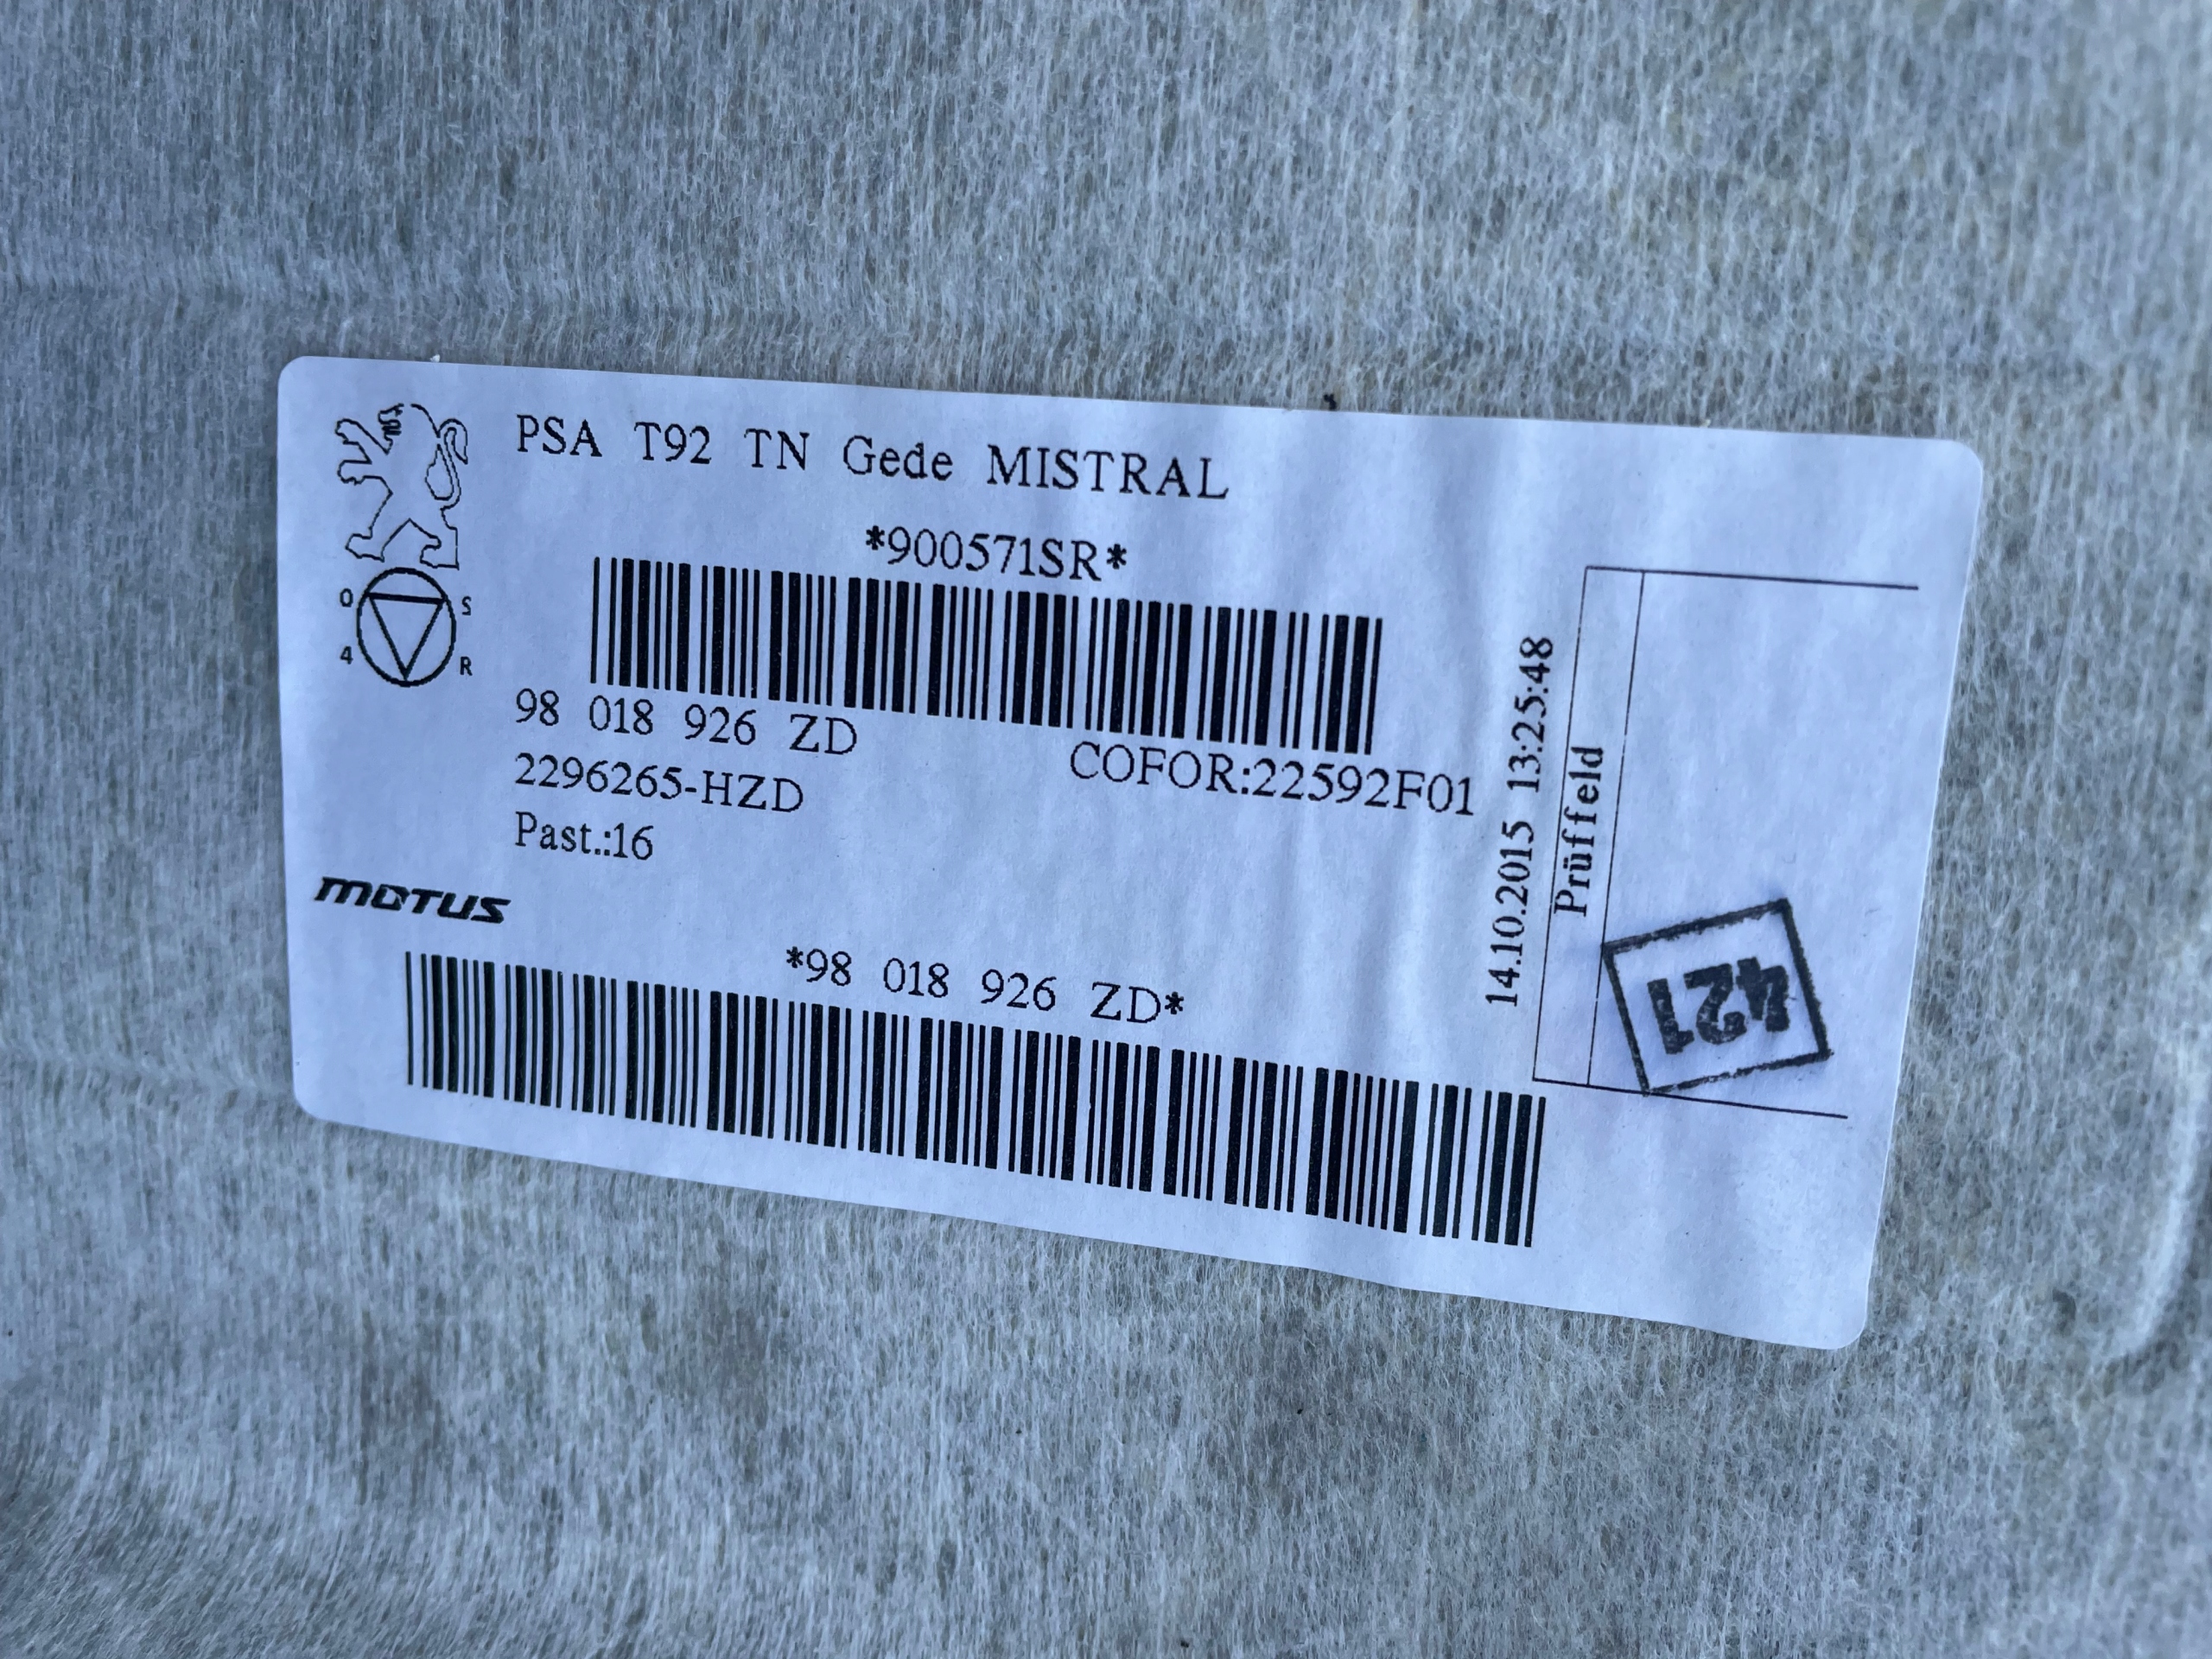 PSA T92 TN Gede MISTRAL
*900571SR*
O S
4 R
98 018 926 ZD
COFOR:22592F01
2296265-HZD
Past.:16
MOTUS
*98 018 926 ZD*
14.10.2015 13:25:48
Prüffeld
421